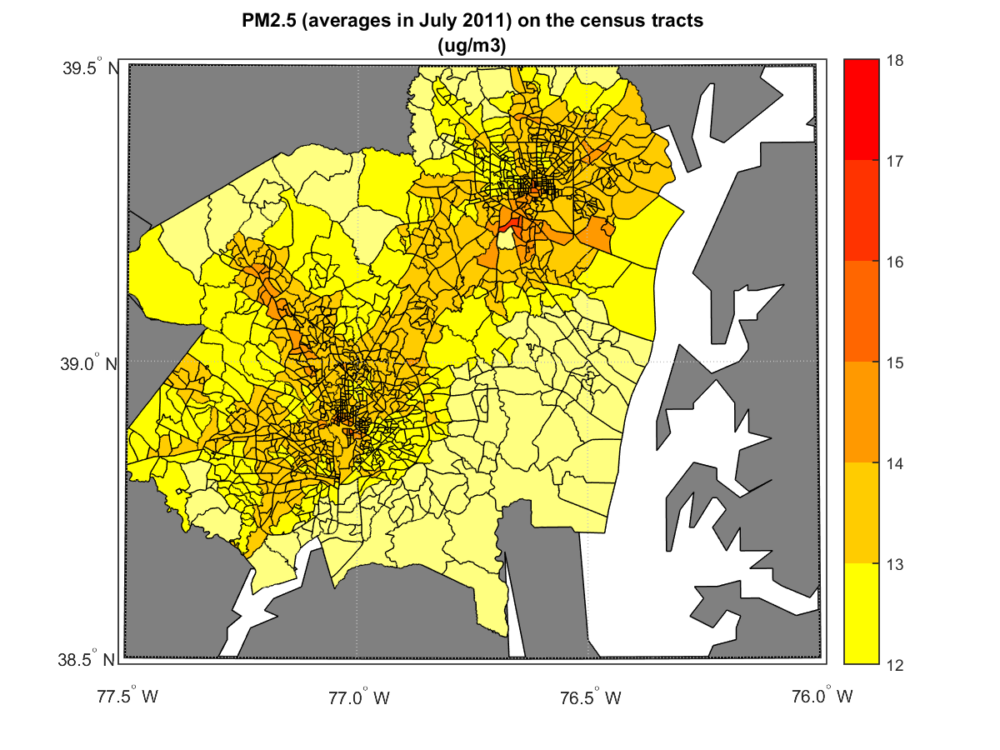 PM2.5 (averages in July 2011) on the census tracts
(ug/m3)
39.5° N
39.0° N
38.5° N
77.5° W
77.0° W
76.5° W
76.0° W
18
17
16
15
14
13
12